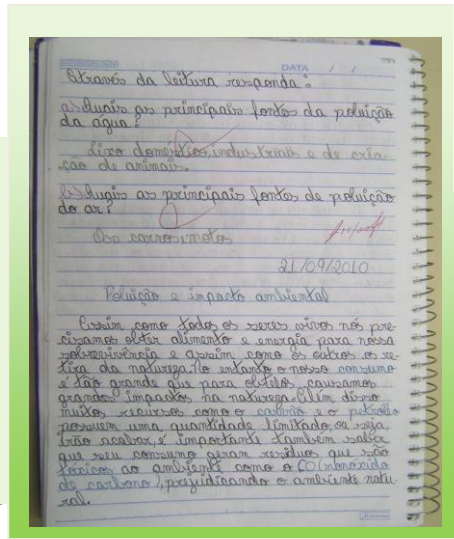 DATA / /
Através da leitura responda:
a) Quais as principais fontes da poluição
da água?
Lixo doméstico, industriais e de cria-
ção de animais.
b) Quais as principais fontes de poluição
do ar?
Os carros, motos
21/09/2010
Poluição e impacto ambiental
Assim como todos os seres vivos nós pre-
cisamos obter alimento e energia para nossa
sobrevivência e assim como os outros os re-
tira da natureza. No entanto o nosso consumo
é tão grande que para obtelos, causamos
grandes impactos na natureza. Além disso
muitos recursos como o carvão e o petróleo
possuem uma quantidade limitada, ou seja,
irão acabar, e importante também saber
que seu consumo geram resíduos que são
tóxicos ao ambiente como o CO (monóxido
de carbono), prejudicando o ambiente natu-
ral.